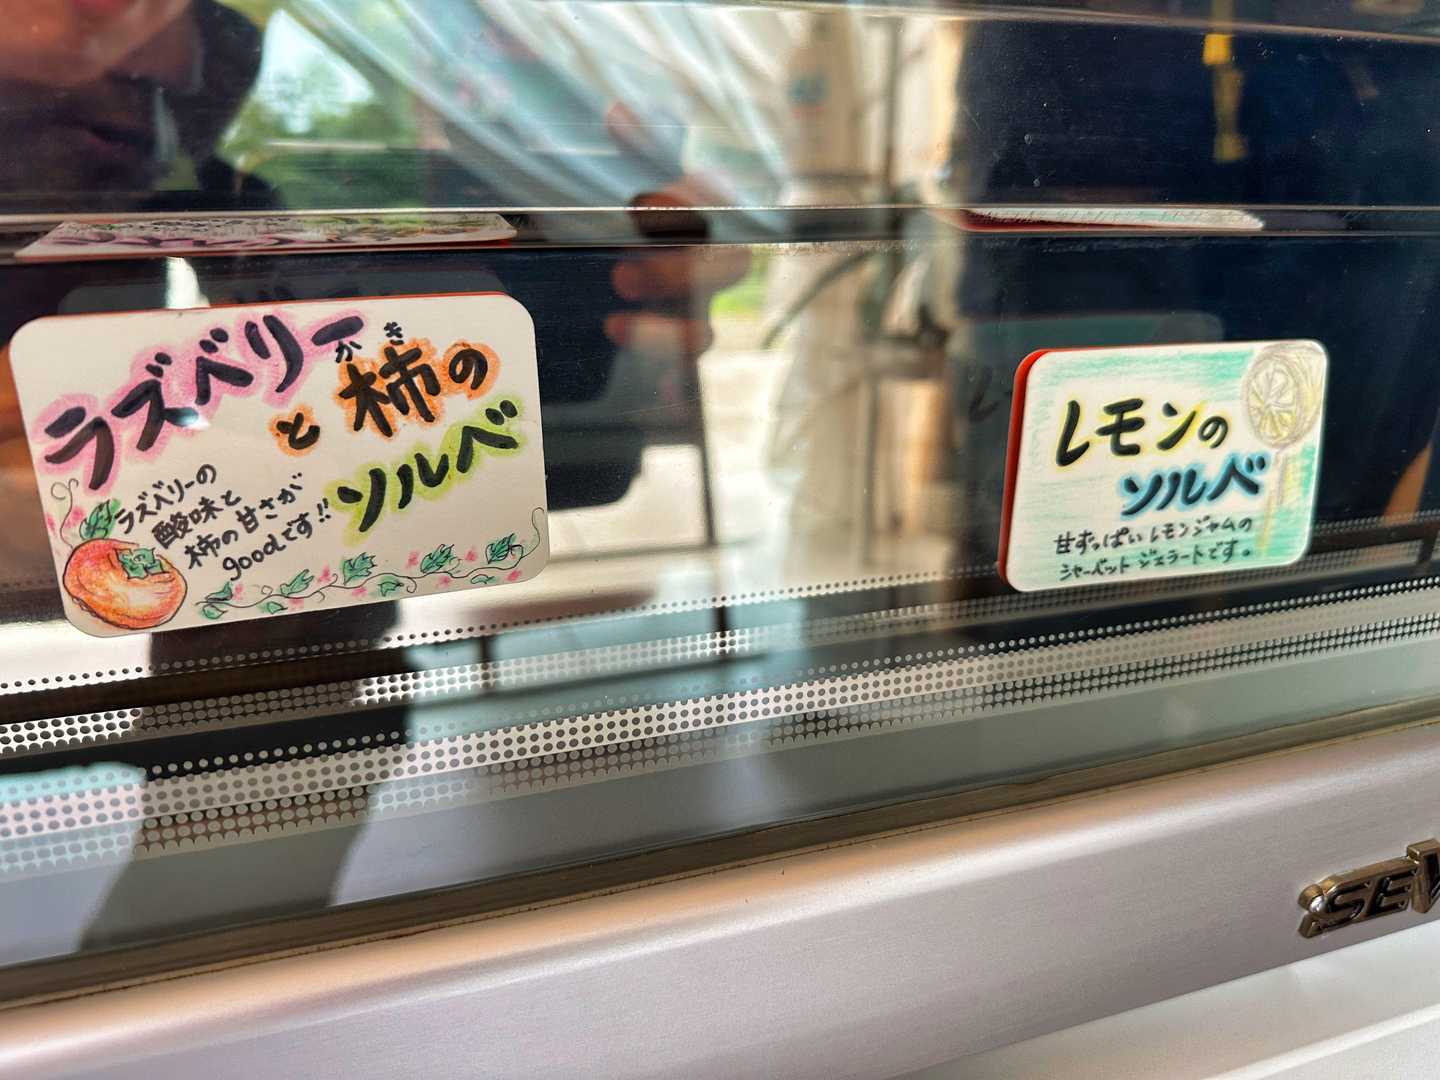 ラズベリー
と柿の
かき
ソルベ
ラズベリーの
酸味と
柿の甘さが
goodです!!
レモンの
ソルベ
甘ずっぱいレモンジャムの
シャーベットジェラートです。